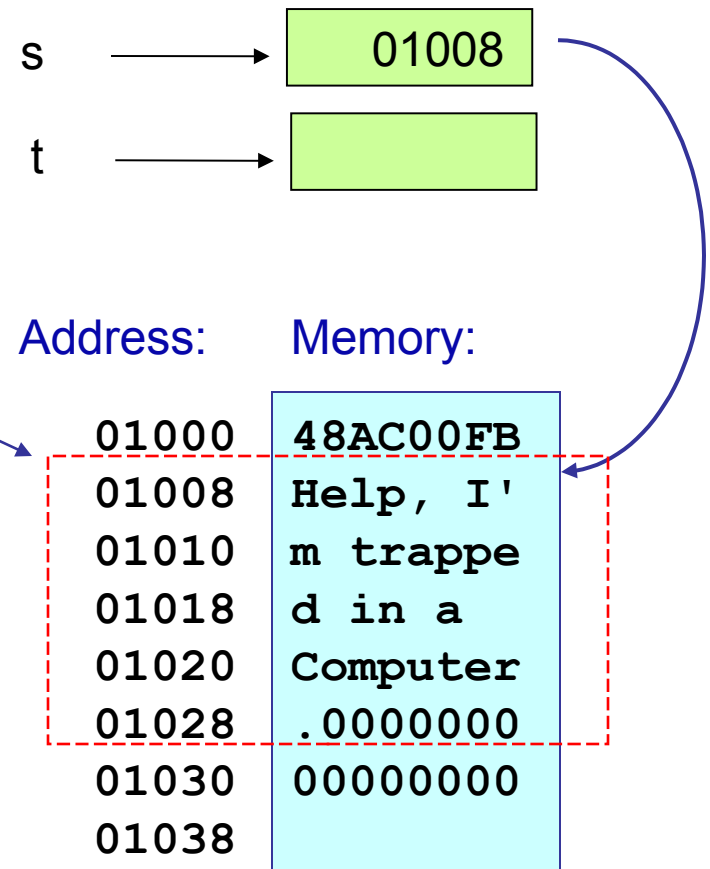 s 01008
t
Address: Memory:
01000 48AC00FB
01008 Help, I'
01010 m trappe
01018 d in a
01020 Computer
01028 .0000000
01030 00000000
01038